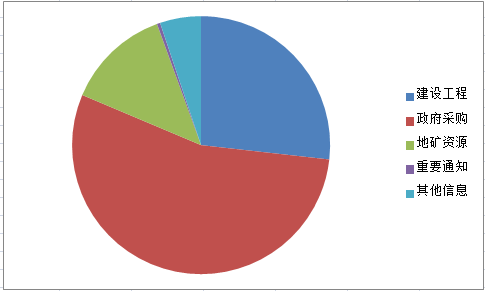 建设工程
政府采购
地矿资源
重要通知
其他信息